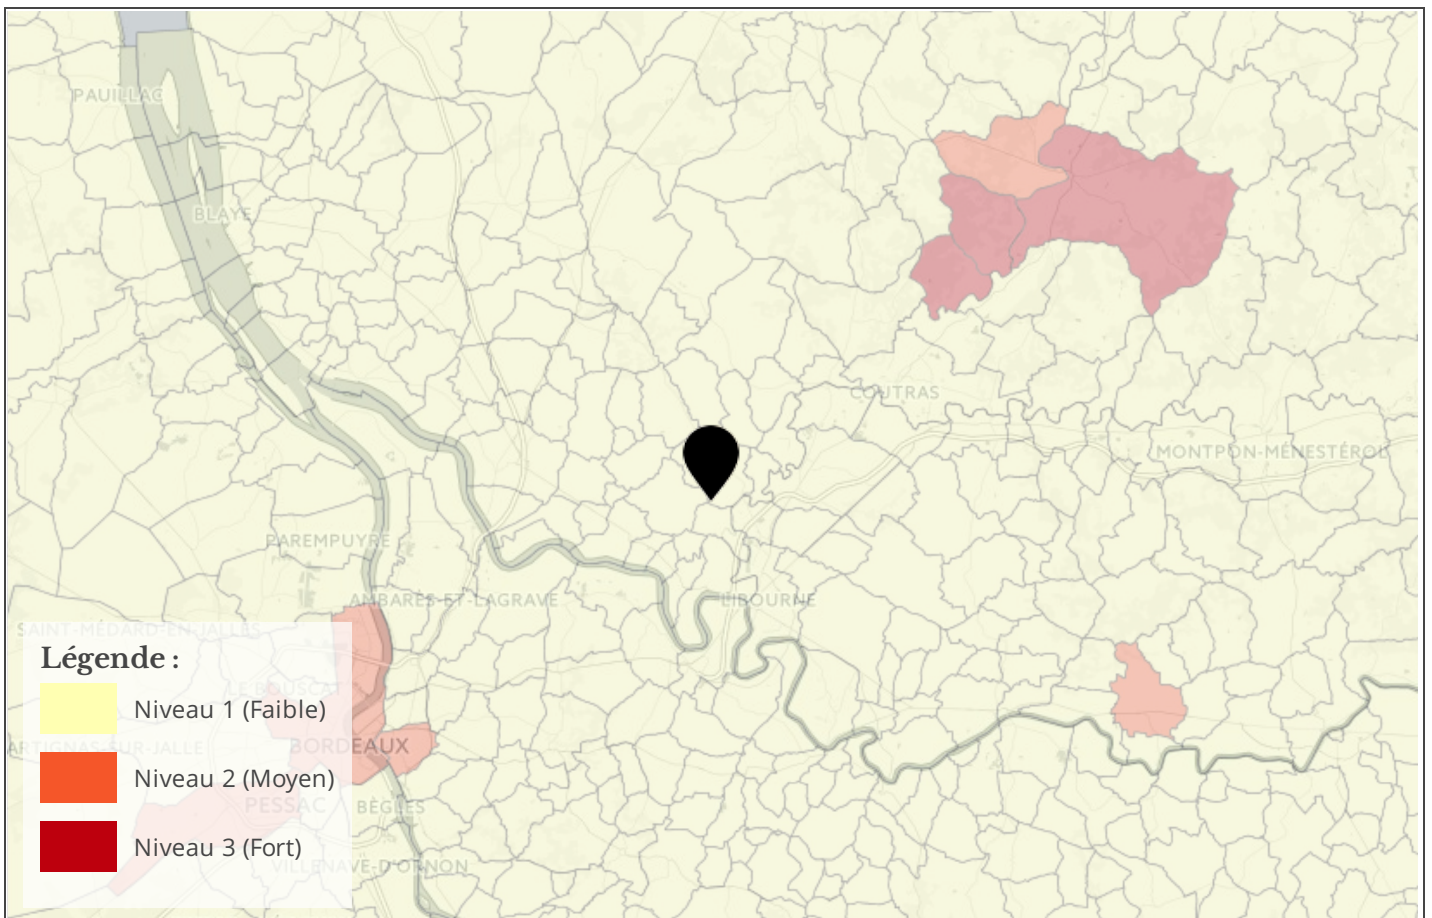 PAUILLAC
BLAYE
COUTRAS
MONTPON-MÉNESTÉROL
PAREMPUYRE
AMBARÈS-ET-LAGRAVE
LIBOURNE
SAINT-MÉDARD-EN-JALLES
Légende :
LE BOUSCAT
Niveau 1 (Faible)
ARTIGNAS-SUR-JALLE
BORDEAUX
Niveau 2 (Moyen)
PESSAC
BÈGLES
Niveau 3 (Fort)
VILLENAVE-D'ORNON